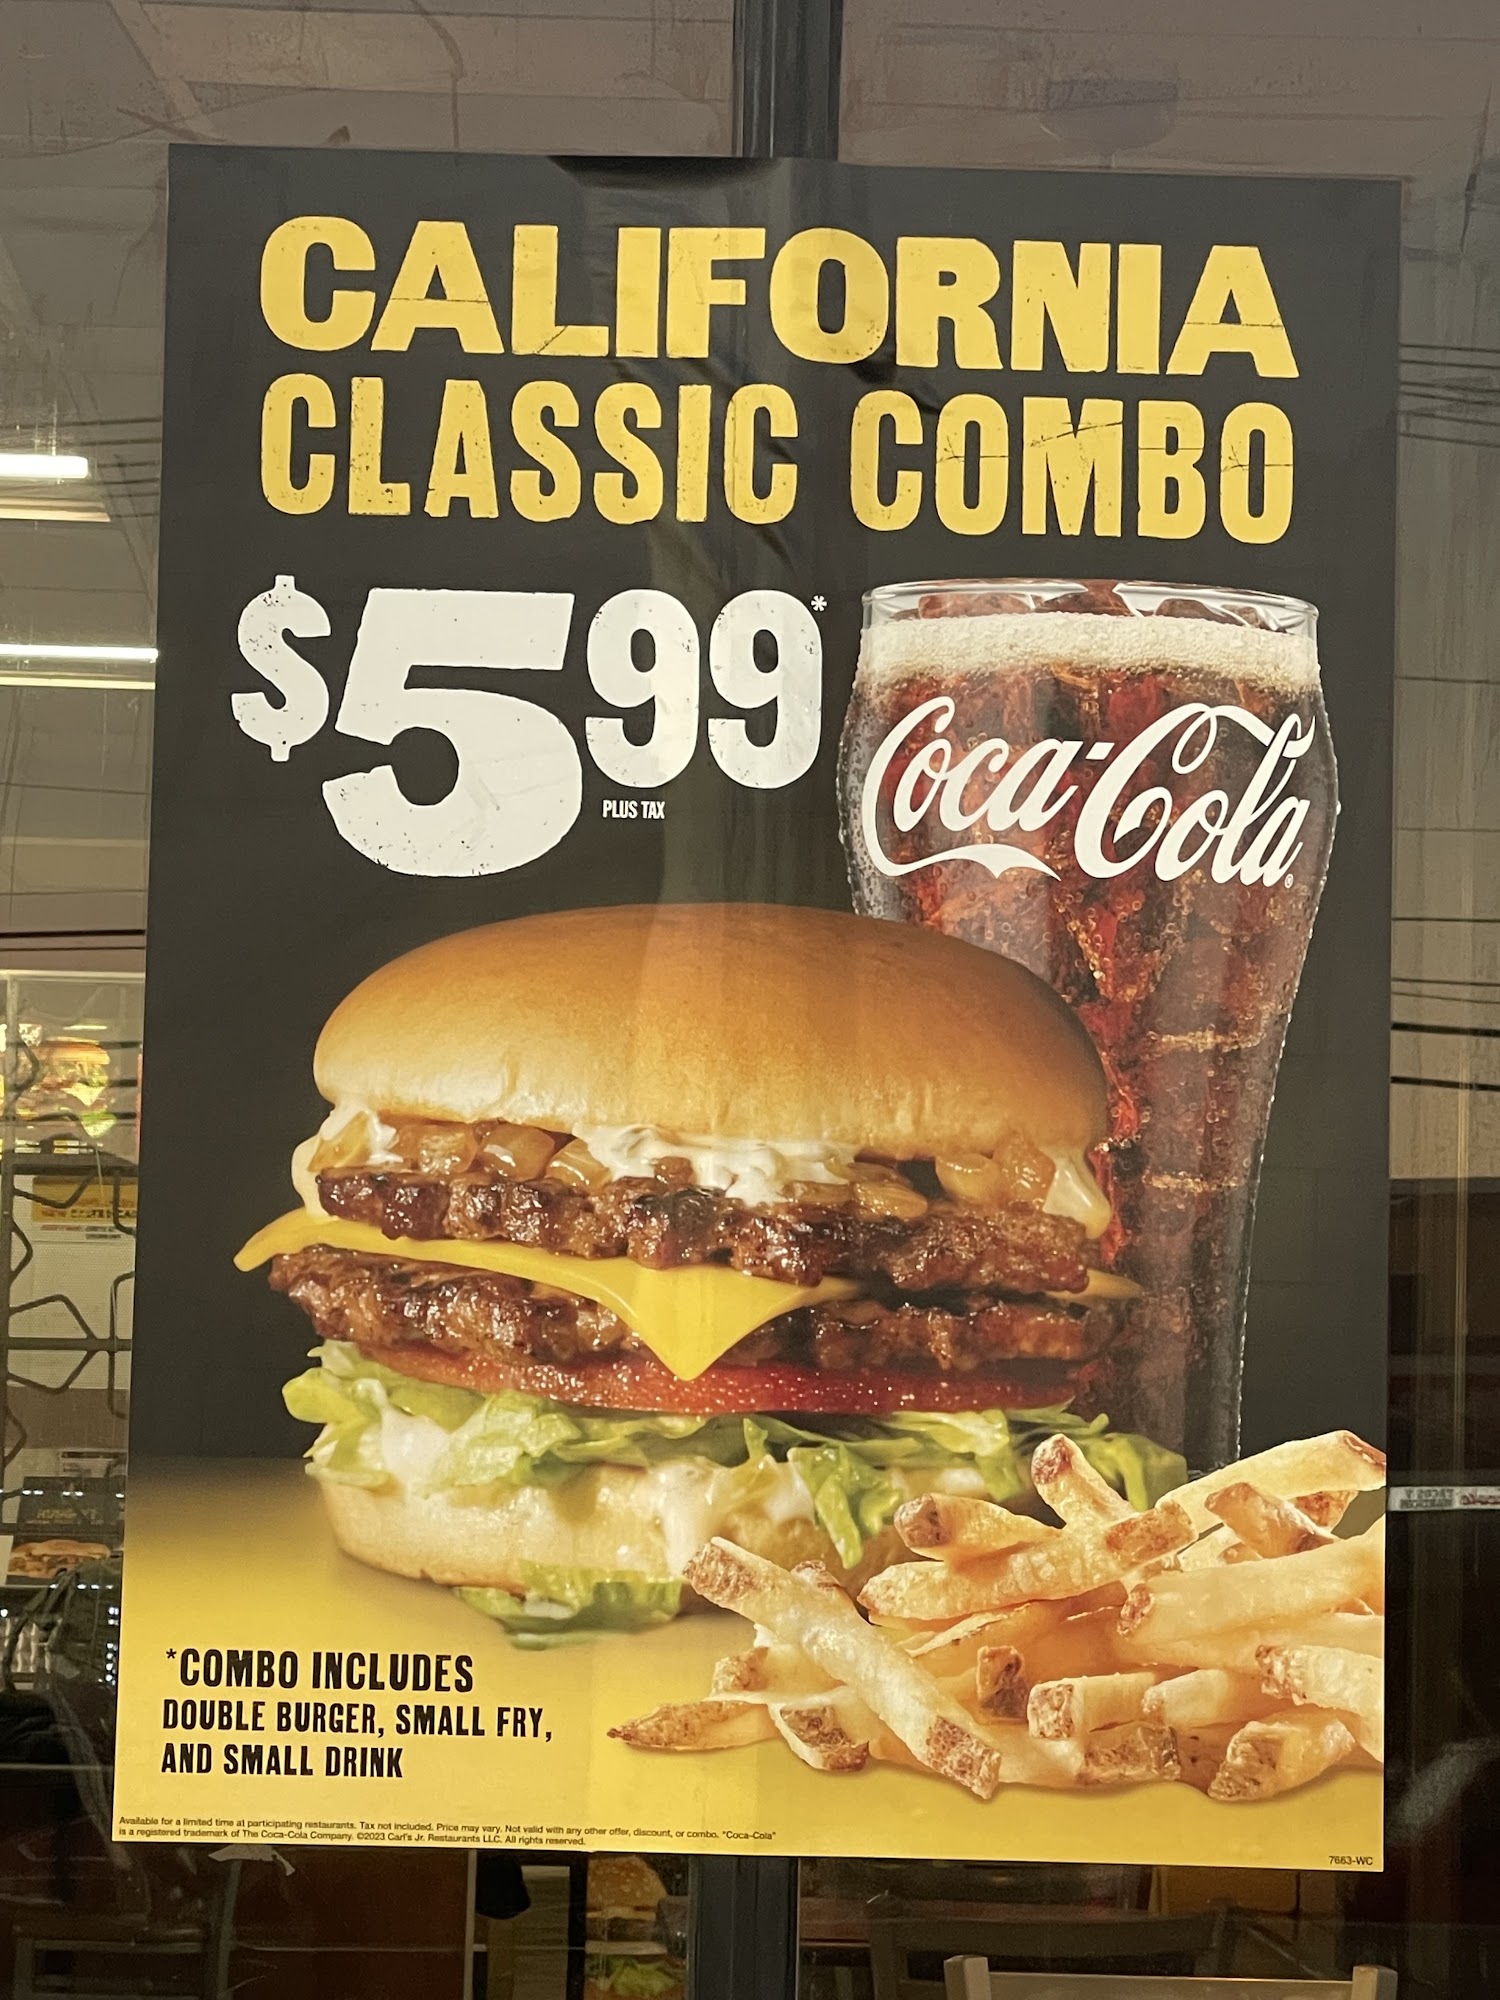 CALIFORNIA
CLASSIC COMBO
$5.99*
PLUS TAX
Coca-Cola®
*COMBO INCLUDES
DOUBLE BURGER, SMALL FRY,
AND SMALL DRINK
Available for a limited time at participating restaurants. Tax not included. Price may vary. Not valid with any other offer, discount, or combo. "Coca-Cola"
is a registered trademark of The Coca-Cola Company. ©2023 Carl's Jr. Restaurants LLC. All rights reserved.
7663-WC